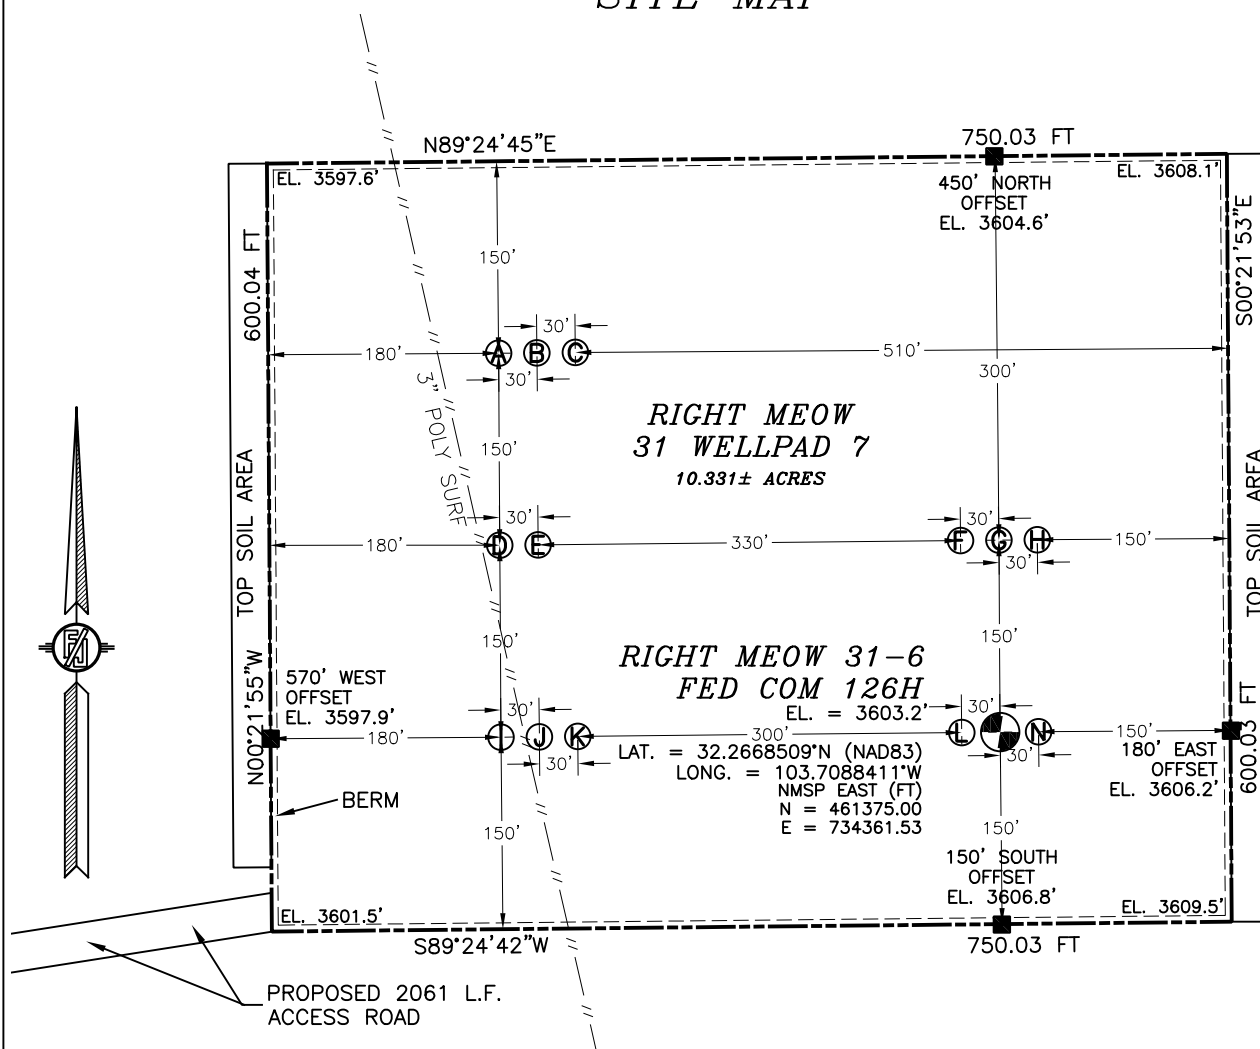 SITE MAP
N89°24'45"E
750.03 FT
EL. 3597.6'
EL. 3608.1'
450' NORTH
OFFSET
EL. 3604.6'
600.04 FT
S00°21'53"E
150'
30'
180'
A
B
C
510'
30'
300'
3" POLY SURF
RIGHT MEOW
31 WELLPAD 7
10.331± ACRES
150'
TOP SOIL AREA
TOP SOIL AREA
30'
30'
180'
D
E
330'
F
G
H
150'
30'
FJ
150'
150'
RIGHT MEOW 31-6
FED COM 126H
EL. = 3603.2'
570' WEST
OFFSET
EL. 3597.9'
N00°21'55"W
30'
30'
180'
I
J
K
300'
L
N
150'
30'
30'
LAT. = 32.2668509°N (NAD83)
LONG. = 103.7088411°W
NMSP EAST (FT)
N = 461375.00
E = 734361.53
180' EAST
OFFSET
EL. 3606.2'
600.03 FT
BERM
150'
150'
150' SOUTH
OFFSET
EL. 3606.8'
EL. 3601.5'
EL. 3609.5'
S89°24'42"W
750.03 FT
PROPOSED 2061 L.F.
ACCESS ROAD